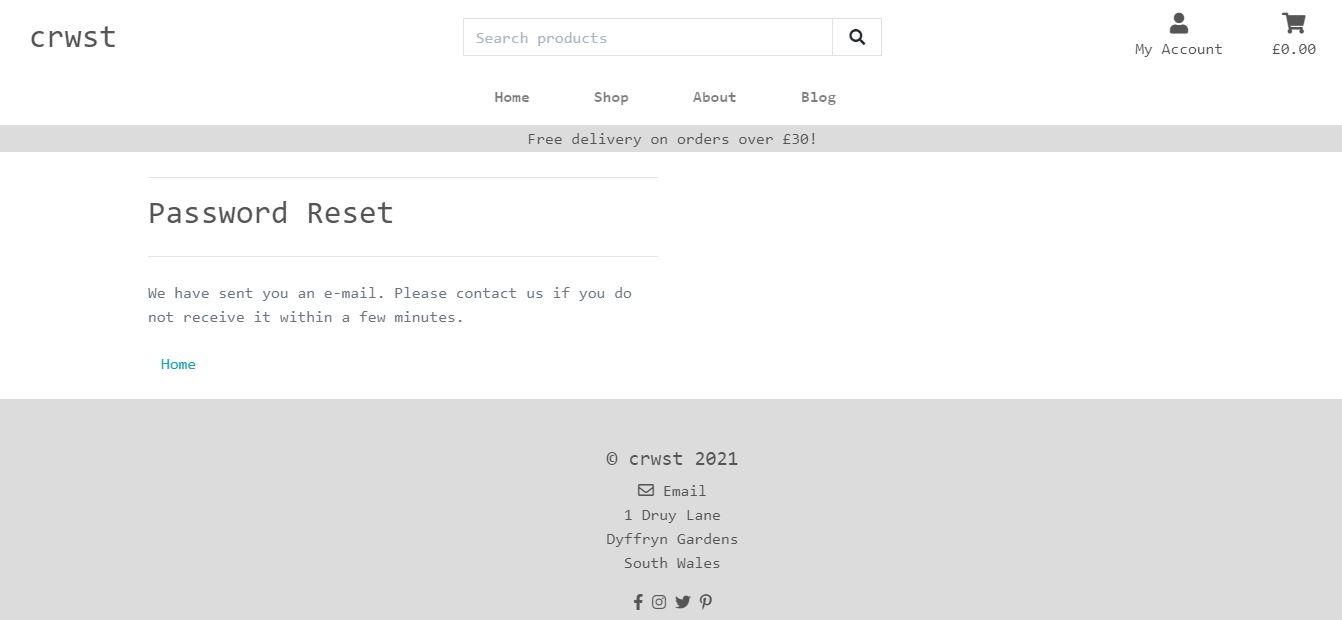 crwst
Search products
My Account
£0.00
Home
Shop
About
Blog
Free delivery on orders over £30!
Password Reset
We have sent you an e-mail. Please contact us if you do
not receive it within a few minutes.
Home
© crwst 2021
Email
1 Druy Lane
Dyffryn Gardens
South Wales